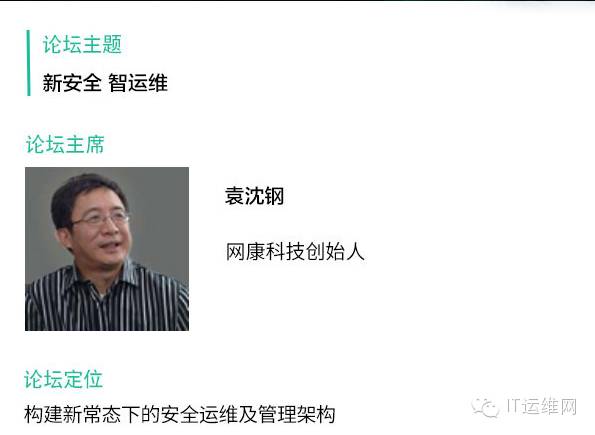 论坛主题
新安全 智运维
论坛主席
袁沈钢
网康科技创始人
论坛定位
构建新常态下的安全运维及管理架构
IT运维网